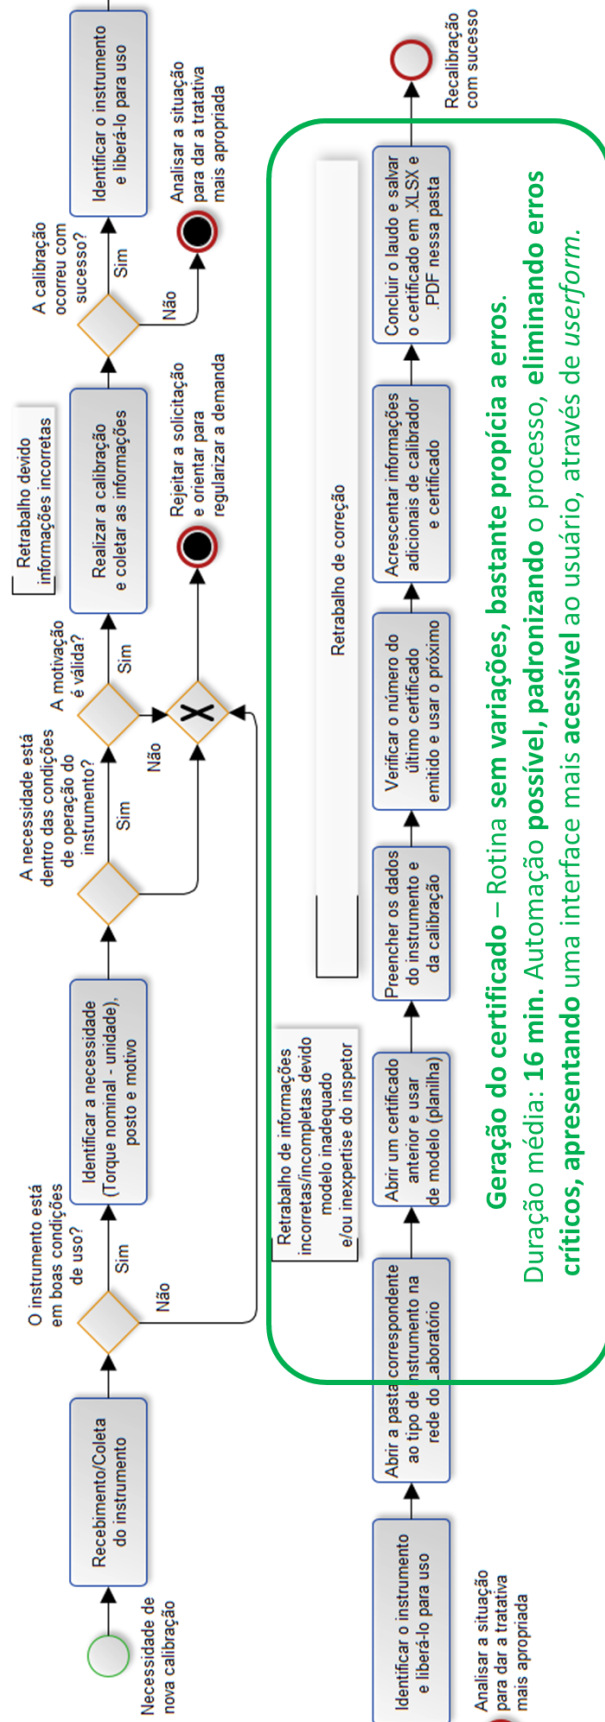 Necessidade de
nova calibração
Recebimento/Coleta
do instrumento
O instrumento está
em boas condições
de uso?
Sim
Não
Identificar a necessidade
(Torque nominal - unidade),
posto e motivo
A necessidade está
dentro das condições
de operação do
instrumento?
Sim
A motivação
é válida?
Sim
Não
X
Rejeitar a solicitação
e orientar para
regularizar a demanda
Retrabalho devido
informações incorretas
Realizar a calibração
e coletar as informações
A calibração
ocorreu com
sucesso?
Sim
Não
Analisar a situação
para dar a tratativa
mais apropriada
Identificar o instrumento
e liberá-lo para uso
Identificar o instrumento
e liberá-lo para uso
Analisar a situação
para dar a tratativa
mais apropriada
Abrir a pasta correspondente
ao tipo de instrumento na
rede do Laboratório
Retrabalho de informações
incorretas/incompletas devido
modelo inadequado
e/ou inexpertise do inspetor
Abrir um certificado
anterior e usar
de modelo (planilha)
Preencher os dados
do instrumento e
da calibração
Retrabalho de correção
Verificar o número do
último certificado
emitido e usar o próximo
Acrescentar informações
adicionais de calibrador
e certificado
Concluir o laudo e salvar
o certificado em .XLSX e
.PDF nessa pasta
Recalibração
com sucesso
Geração do certificado – Rotina sem variações, bastante propícia a erros.
Duração média: 16 min. Automação possível, padronizando o processo, eliminando erros
críticos, apresentando uma interface mais acessível ao usuário, através de userform.